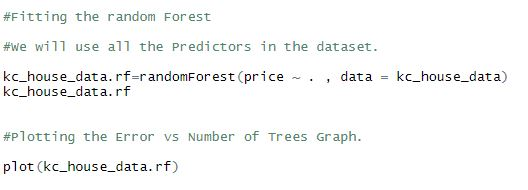 #Fitting the random Forest
#We will use all the Predictors in the dataset.
kc_house_data.rf=randomForest(price ~ . , data = kc_house_data)
kc_house_data.rf
#Plotting the Error vs Number of Trees Graph.
plot(kc_house_data.rf)